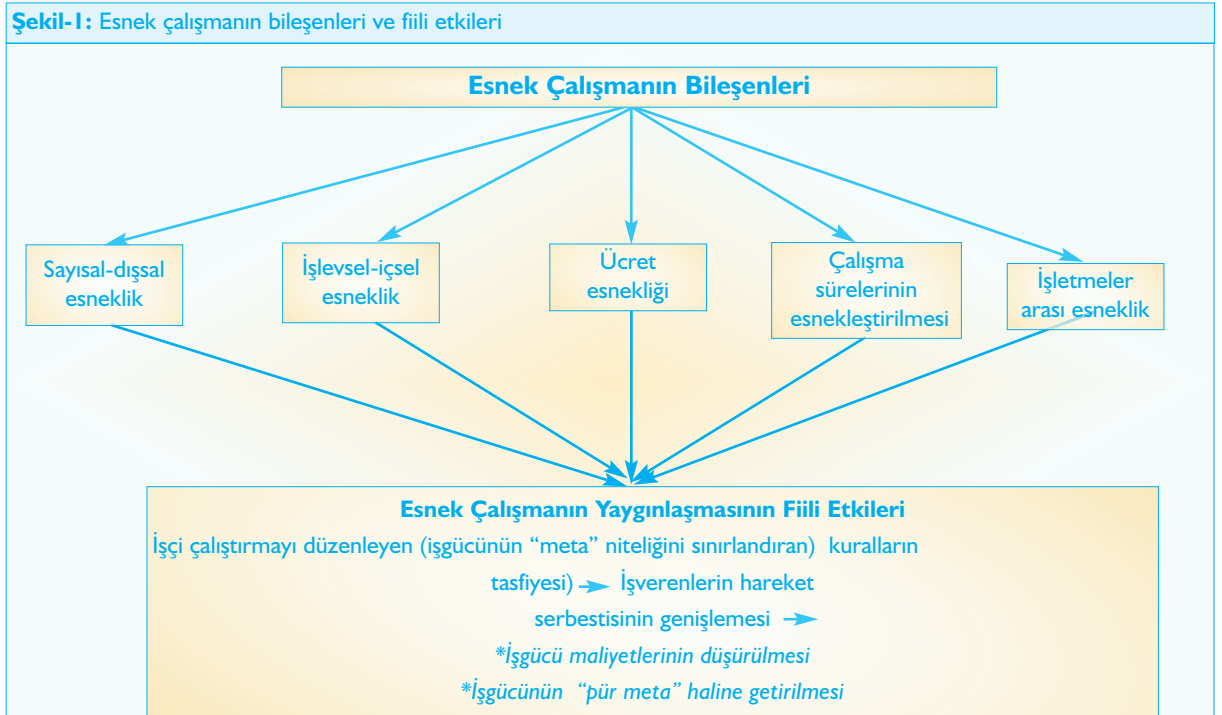 Şekil-1: Esnek çalışmanın bileşenleri ve fiili etkileri
Esnek Çalışmanın Bileşenleri
Sayısal-dışsal
esneklik
İşlevsel-içsel
esneklik
Ücret
esnekliği
Çalışma
sürelerinin
esnekleştirilmesi
İşletmeler
arası esneklik
Esnek Çalışmanın Yaygınlaşmasının Fiili Etkileri
İşçi çalıştırmayı düzenleyen (işgücünün “meta” niteliğini sınırlandıran) kuralların
tasfiyesi) → İşverenlerin hareket
serbestisinin genişlemesi →
*İşgücü maliyetlerinin düşürülmesi
*İşgücünün “pür meta” haline getirilmesi